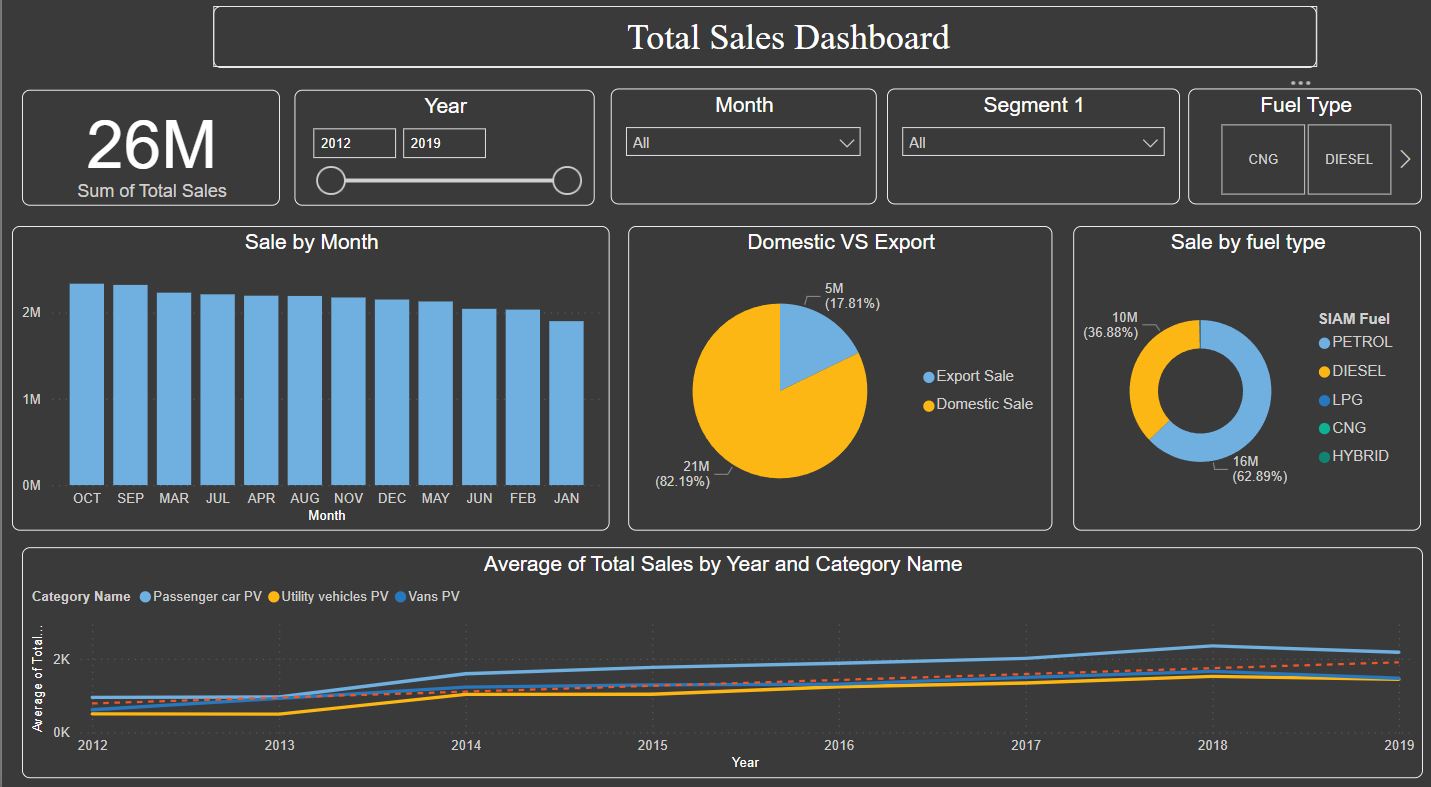 Total Sales Dashboard
26M
Sum of Total Sales
Year
2012 2019
Month
All
Segment 1
All
Fuel Type
CNG DIESEL
Sale by Month
2M
1M
0M
OCT SEP MAR JUL APR AUG NOV DEC MAY JUN FEB JAN
Month
Domestic VS Export
5M
(17.81%)
21M
(82.19%)
Export Sale
Domestic Sale
Sale by fuel type
10M
(36.88%)
16M
(62.89%)
SIAM Fuel
PETROL
DIESEL
LPG
CNG
HYBRID
Average of Total Sales by Year and Category Name
Category Name Passenger car PV Utility vehicles PV Vans PV
Average of Total...
2K
0K
2012 2013 2014 2015 2016 2017 2018 2019
Year